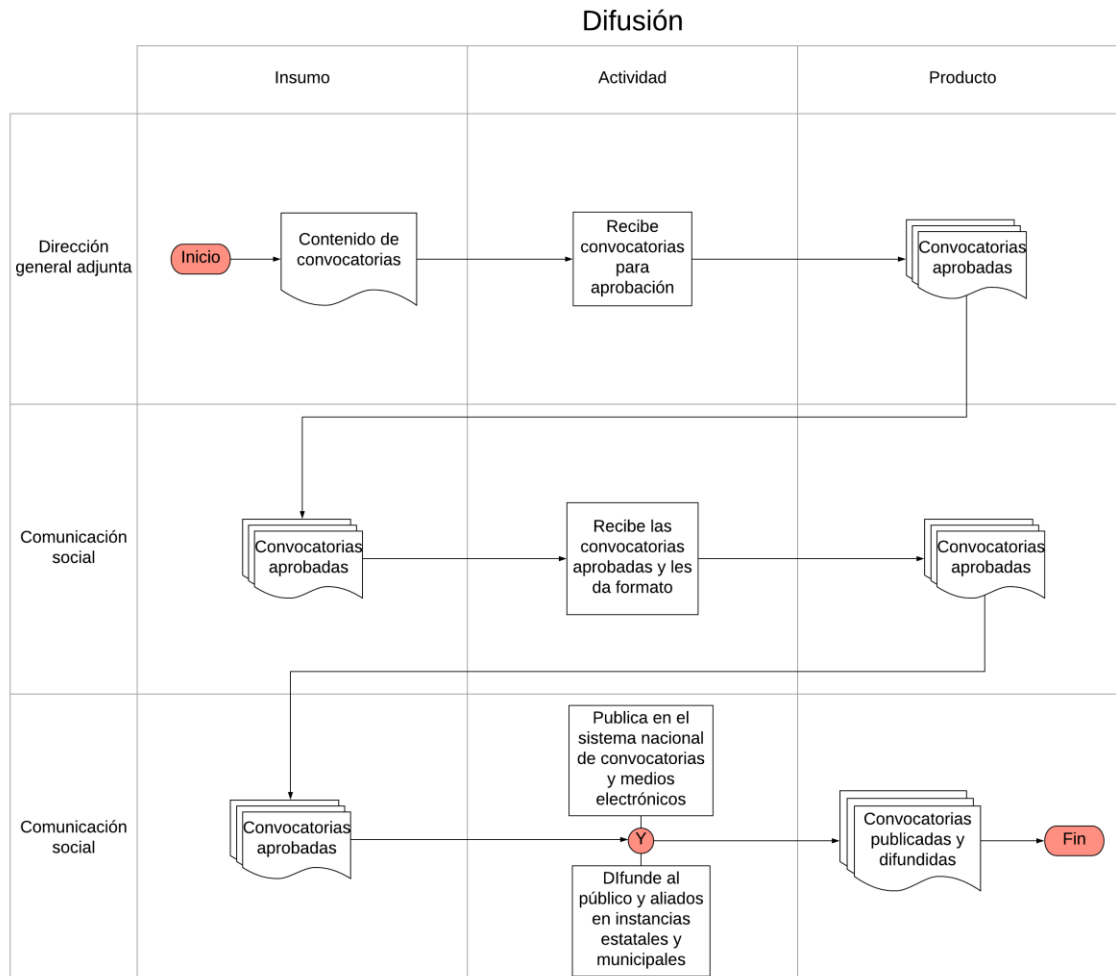 Difusión
Insumo
Actividad
Producto
Dirección
general adjunta
Inicio
Contenido de
convocatorias
Recibe
convocatorias
para
aprobación
Convocatorias
aprobadas
Comunicación
social
Convocatorias
aprobadas
Recibe las
convocatorias
aprobadas y les
da formato
Convocatorias
aprobadas
Comunicación
social
Convocatorias
aprobadas
Publica en el
sistema nacional
de convocatorias
y medios
electrónicos
Y
DIfunde al
público y aliados
en instancias
estatales y
municipales
Convocatorias
publicadas y
difundidas
Fin